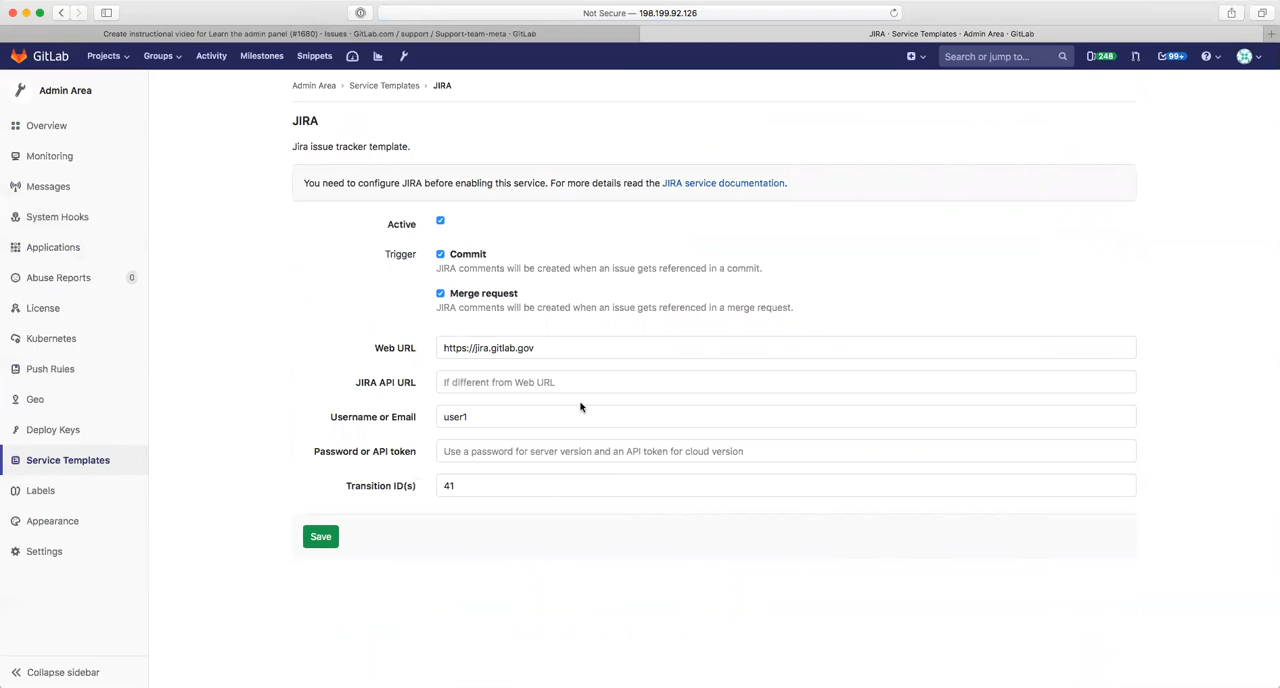 Not Secure — 198.199.92.126
Create instructional video for Learn the admin panel (#1680) · Issues · GitLab.com / support / Support-team-meta · GitLab
JIRA · Service Templates · Admin Area · GitLab
GitLab
Projects
Groups
Activity
Milestones
Snippets
Search or jump to...
248
99+
Admin Area
Overview
Monitoring
Messages
System Hooks
Applications
Abuse Reports 0
License
Kubernetes
Push Rules
Geo
Deploy Keys
Service Templates
Labels
Appearance
Settings
Collapse sidebar
Admin Area › Service Templates › JIRA
JIRA
Jira issue tracker template.
You need to configure JIRA before enabling this service. For more details read the JIRA service documentation.
Active
Trigger
Commit
JIRA comments will be created when an issue gets referenced in a commit.
Merge request
JIRA comments will be created when an issue gets referenced in a merge request.
Web URL
https://jira.gitlab.gov
JIRA API URL
If different from Web URL
Username or Email
user1
Password or API token
Use a password for server version and an API token for cloud version
Transition ID(s)
41
Save